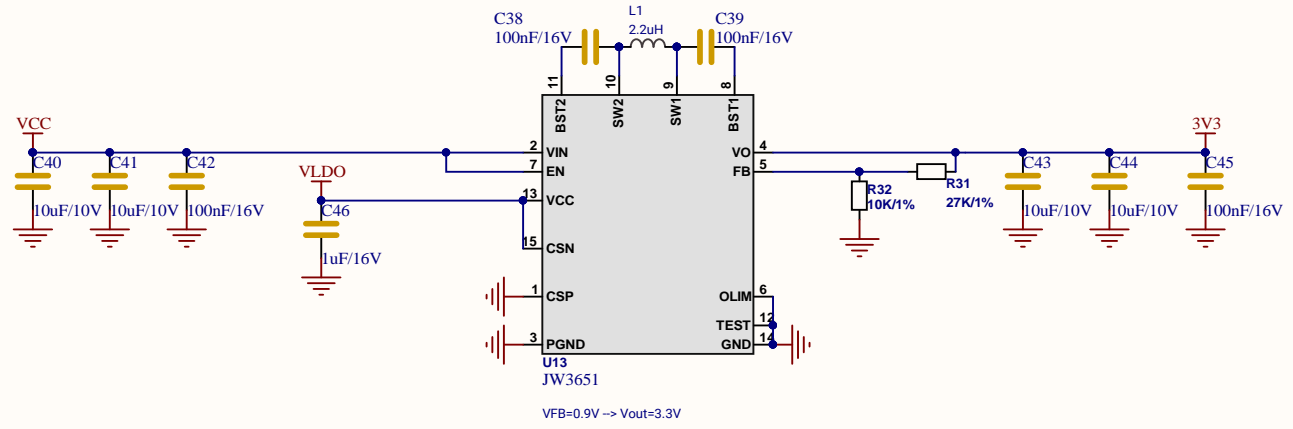 L1
2.2uH
C38
100nF/16V
C39
100nF/16V
11
10
9
8
BST2
SW2
SW1
BST1
VCC
3V3
2 VIN
VO 4
C40
C41
C42
7 EN
FB 5
C43
C44
C45
VLDO
R31
27K/1%
R32
10K/1%
13 VCC
C46
10uF/10V
10uF/10V
100nF/16V
10uF/10V
10uF/10V
100nF/16V
15 CSN
1uF/16V
1 CSP
OLIM 6
TEST 12
3 PGND
GND 14
U13
JW3651
VFB=0.9V --> Vout=3.3V